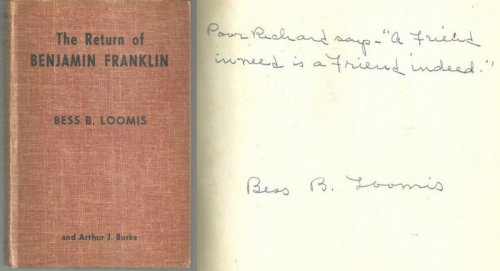 The Return of
BENJAMIN FRANKLIN
BESS B. LOOMIS
and Arthur J. Burks
Poor Richard says - "A Friend
in need is a Friend indeed."
Bess B. Loomis